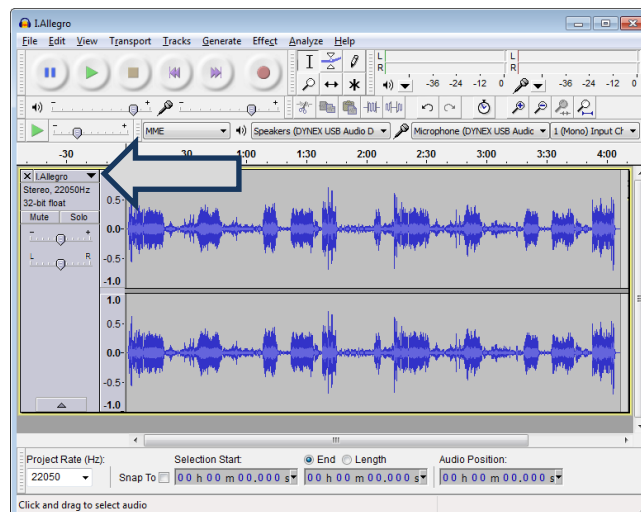 I.Allegro
File Edit View Transport Tracks Generate Effect Analyze Help
L
R
-36 -24 -12 0
L
R
-36 -24 -12 0
MME
Speakers (DYNEX USB Audio D
Microphone (DYNEX USB Audic
1 (Mono) Input Ch
-30 30 1:00 1:30 2:00 2:30 3:00 3:30 4:00
X I.Allegro
Stereo, 22050Hz
32-bit float
Mute Solo
- +
L R
0.5-
0.0-
-0.5-
-1.0
1.0
0.5-
0.0-
-0.5-
-1.0
Project Rate (Hz): Selection Start: End Length Audio Position:
22050 Snap To 00 h 00 m 00.000 s 00 h 00 m 00.000 s 00 h 00 m 00.000 s
Click and drag to select audio